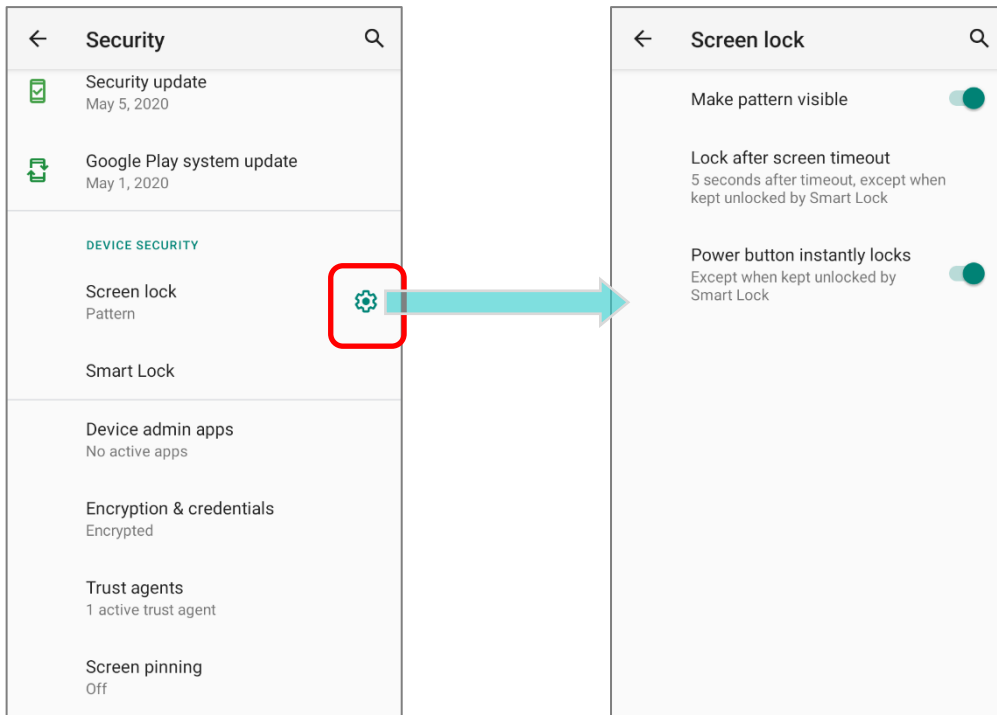 Security
Security update
May 5, 2020
Google Play system update
May 1, 2020
DEVICE SECURITY
Screen lock
Pattern
Smart Lock
Device admin apps
No active apps
Encryption & credentials
Encrypted
Trust agents
1 active trust agent
Screen pinning
Off
Screen lock
Make pattern visible
Lock after screen timeout
5 seconds after timeout, except when
kept unlocked by Smart Lock
Power button instantly locks
Except when kept unlocked by
Smart Lock